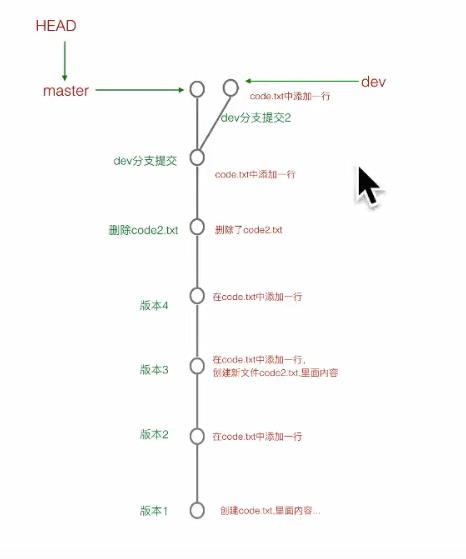 HEAD
master
dev
code.txt中添加一行
dev分支提交2
dev分支提交
code.txt中添加一行
删除code2.txt
删除了code2.txt
版本4
在code.txt中添加一行
版本3
在code.txt中添加一行，
创建新文件code2.txt,里面内容
版本2
在code.txt中添加一行
版本1
创建code.txt,里面内容...